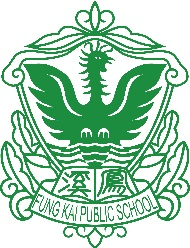 溪鳳
FUNG KAI PUBLIC SCHOOL